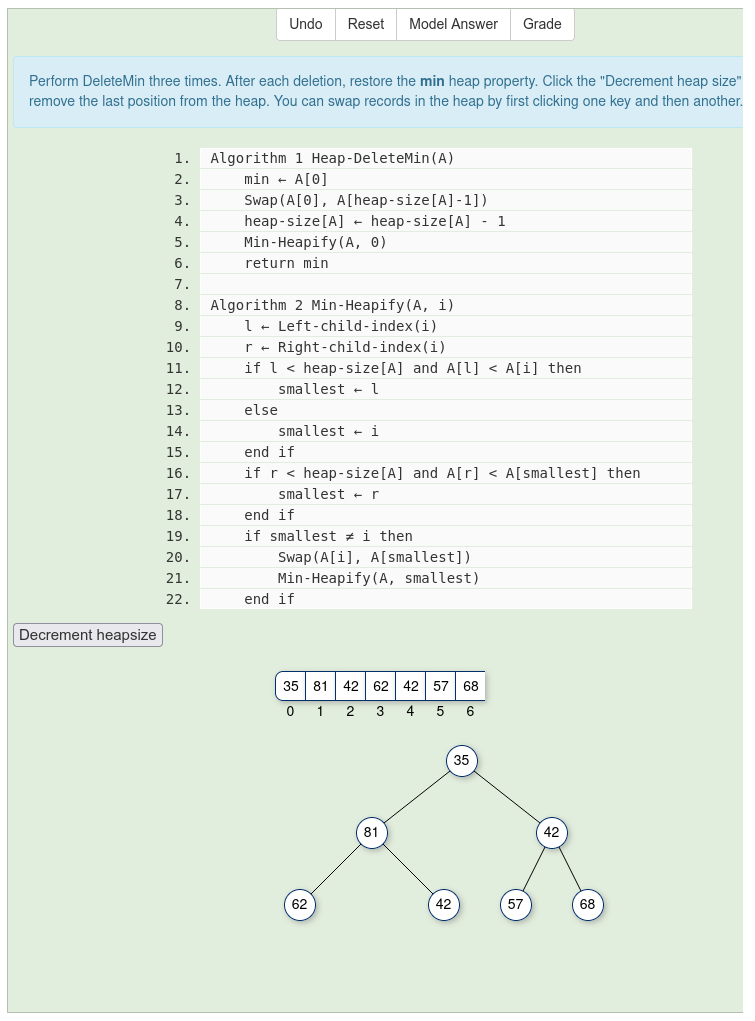 Undo Reset Model Answer Grade
Perform DeleteMin three times. After each deletion, restore the min heap property. Click the "Decrement heap size"
remove the last position from the heap. You can swap records in the heap by first clicking one key and then another.
1. Algorithm 1 Heap-DeleteMin(A)
2. min ← A[0]
3. Swap(A[0], A[heap-size[A]-1])
4. heap-size[A] ← heap-size[A] - 1
5. Min-Heapify(A, 0)
6. return min
7.
8. Algorithm 2 Min-Heapify(A, i)
9. l ← Left-child-index(i)
10. r ← Right-child-index(i)
11. if l < heap-size[A] and A[l] < A[i] then
12. smallest ← l
13. else
14. smallest ← i
15. end if
16. if r < heap-size[A] and A[r] < A[smallest] then
17. smallest ← r
18. end if
19. if smallest ≠ i then
20. Swap(A[i], A[smallest])
21. Min-Heapify(A, smallest)
22. end if
Decrement heapsize
35 81 42 62 42 57 68
0 1 2 3 4 5 6
35
81 42
62 42 57 68